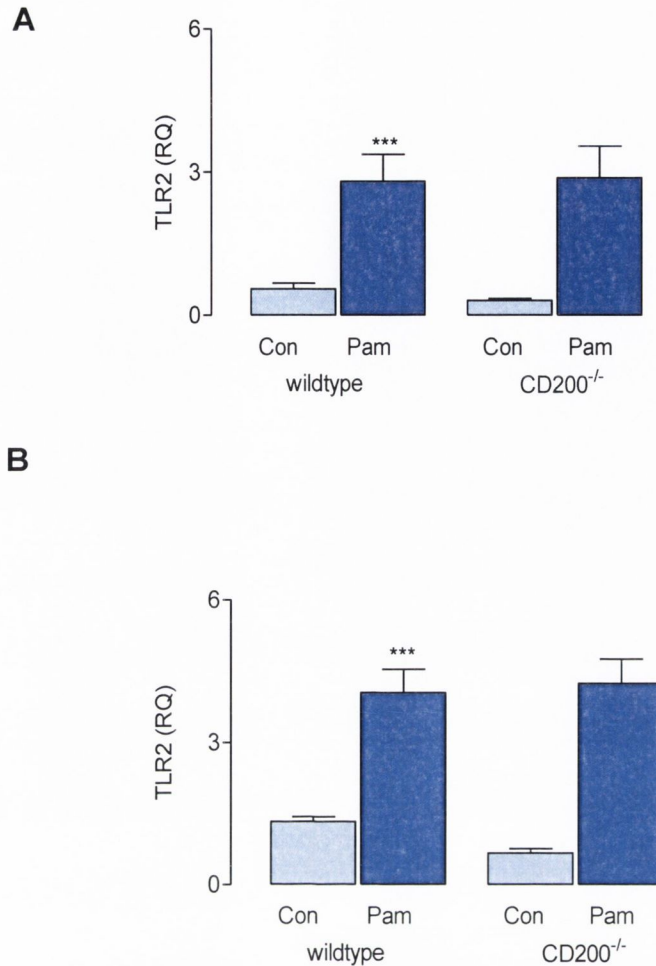 A
6
***
TLR2 (RQ)
3
0
Con Pam Con Pam
wildtype CD200-/-
B
6
***
TLR2 (RQ)
3
0
Con Pam Con Pam
wildtype CD200-/-